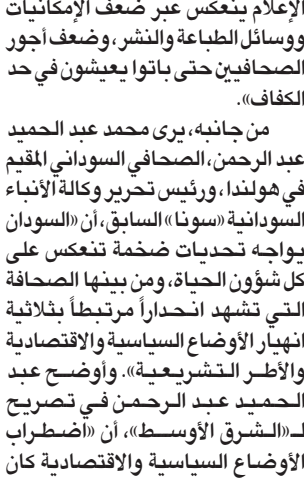 الإعلام ينعكس عبر ضعف الإمكانيات
ووسائل الطباعة والنشر، وضعف أجور
الصحافيين حتى باتوا يعيشون في حد
الكفاف».
من جانبه، يرى محمد عبد الحميد
عبد الرحمن، الصحافي السوداني المقيم
في هولندا، ورئيس تحرير وكالة الأنباء
السودانية «سونا» السابق، أن «السودان
يواجه تحديات ضخمة تنعكس على
كل شؤون الحياة، ومن بينها الصحافة
التي تشهد انحداراً مرتبطاً بثلاثية
انهيار الأوضاع السياسية والاقتصادية
والأطر التشريعية». وأوضح عبد
الحميد عبد الرحمن في تصريح
لـ«الشرق الأوسط»، أن «اضطراب
الأوضاع السياسية والاقتصادية كان